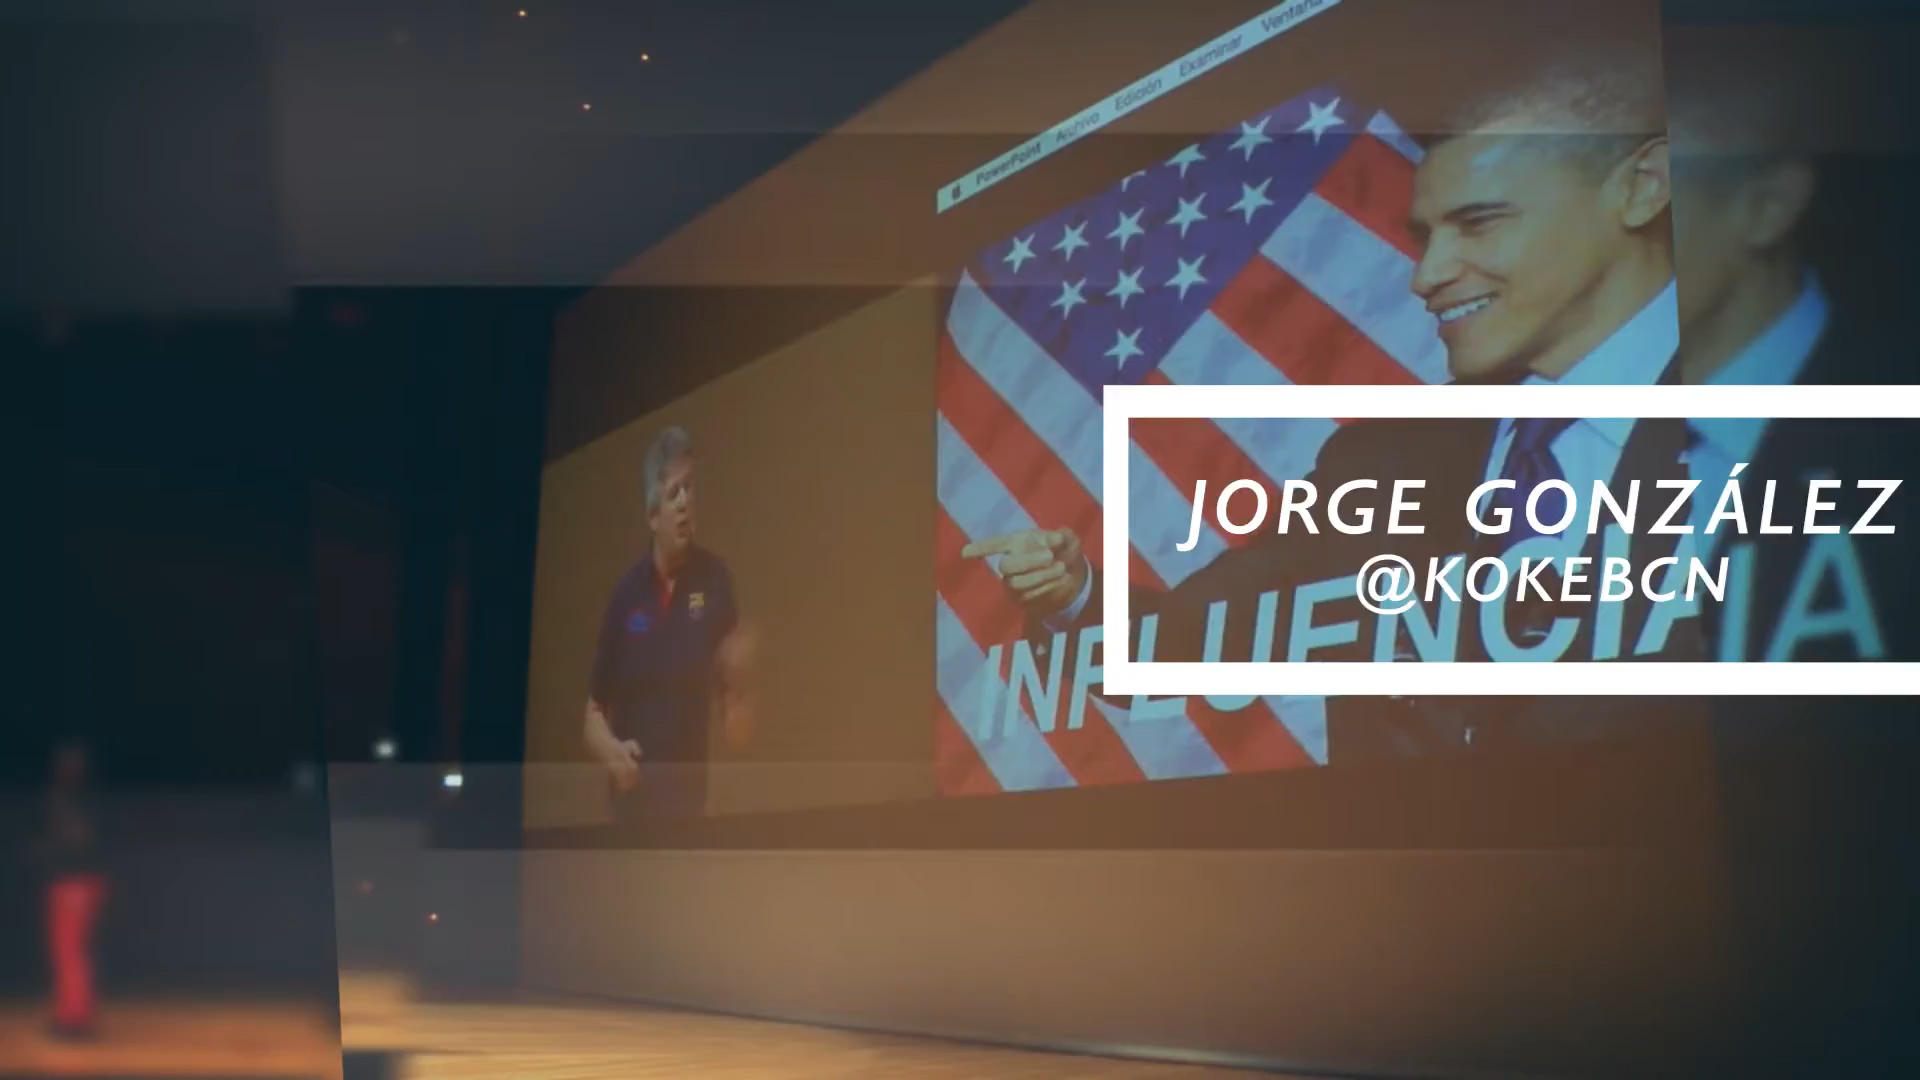 PowerPoint Archivo Edición Examinar Ventana
JORGE GONZÁLEZ
@KOKEBCN
INFLUENCIA